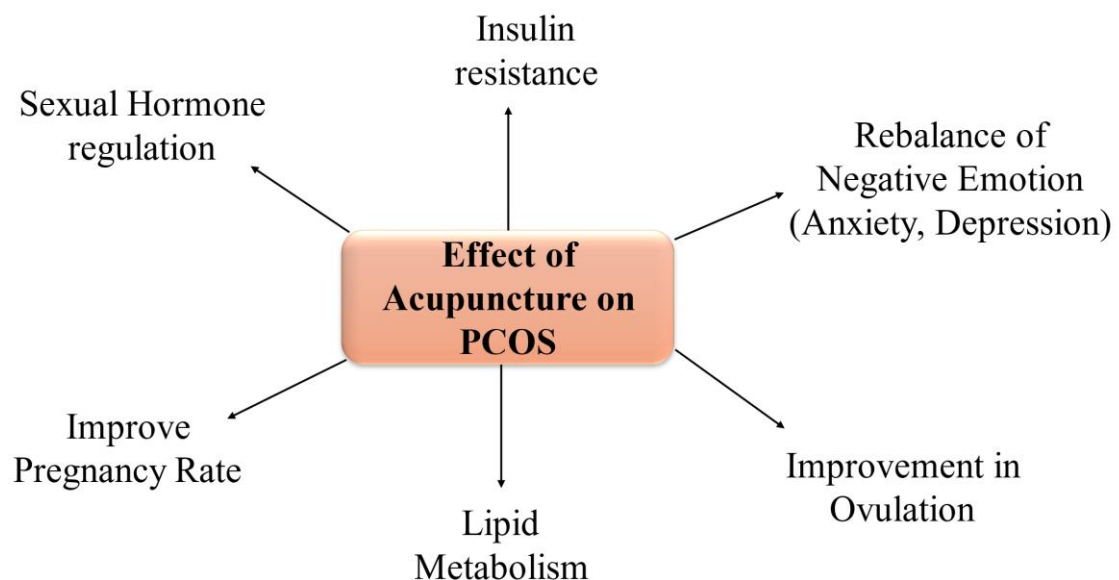 Insulin
resistance
Sexual Hormone
regulation
Rebalance of
Negative Emotion
(Anxiety, Depression)
Effect of
Acupuncture on
PCOS
Improve
Pregnancy Rate
Improvement in
Ovulation
Lipid
Metabolism